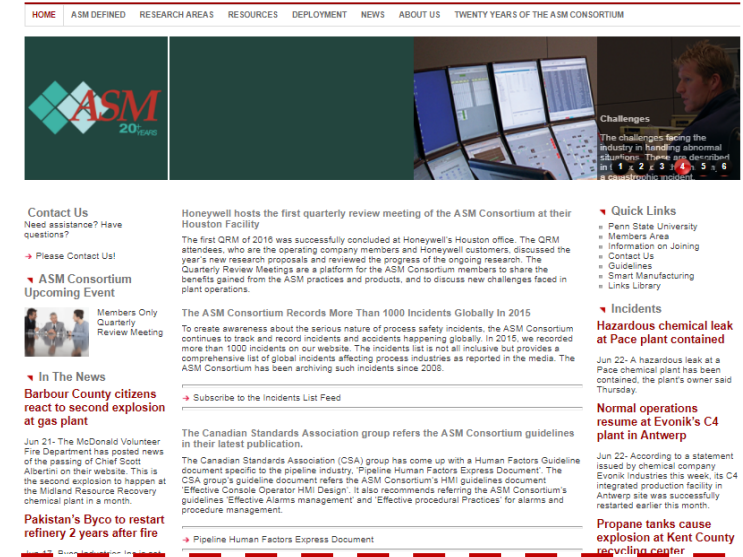 HOME ASM DEFINED RESEARCH AREAS RESOURCES DEPLOYMENT NEWS ABOUT US TWENTY YEARS OF THE ASM CONSORTIUM
ASM
20+
YEARS
Challenges
The challenges facing the
industry in handling abnormal
situations. These are described
1 2 3 4 5 6
a catastrophic incident.
Contact Us
Need assistance? Have
questions?
Please Contact Us!
ASM Consortium
Upcoming Event
Members Only
Quarterly
Review Meeting
In The News
Barbour County citizens
react to second explosion
at gas plant
Jun 21- The McDonald Volunteer
Fire Department has posted news
of the passing of Chief Scott
Albertini on their website. This is
the second explosion to happen at
the Midland Resource Recovery
chemical plant in a month.
Pakistan's Byco to restart
refinery 2 years after fire
Honeywell hosts the first quarterly review meeting of the ASM Consortium at their
Houston Facility
The first QRM of 2016 was successfully concluded at Honeywell's Houston office. The QRM
attendees, who are the operating company members and Honeywell customers, discussed the
year's new research proposals and reviewed the progress of the ongoing research. The
Quarterly Review Meetings are a platform for the ASM Consortium members to share the
benefits gained from the ASM practices and products, and to discuss new challenges faced in
plant operations.
The ASM Consortium Records More Than 1000 Incidents Globally In 2015
To create awareness about the serious nature of process safety incidents, the ASM Consortium
continues to track and record incidents and accidents happening globally. In 2015, we recorded
more than 1000 incidents on our website. The incidents list is not all inclusive but provides a
comprehensive list of global incidents affecting process industries as reported in the media. The
ASM Consortium has been archiving such incidents since 2008.
Subscribe to the Incidents List Feed
The Canadian Standards Association group refers the ASM Consortium guidelines
in their latest publication.
The Canadian Standards Association (CSA) group has come up with a Human Factors Guideline
document specific to the pipeline industry, 'Pipeline Human Factors Express Document'. The
CSA group's guideline document refers the ASM Consortium's HMI guidelines document
'Effective Console Operator HMI Design'. It also recommends referring the ASM Consortium's
guidelines 'Effective Alarms management' and 'Effective procedural Practices' for alarms and
procedure management.
Pipeline Human Factors Express Document
Quick Links
Penn State University
Members Area
Information on Joining
Contact Us
Guidelines
Smart Manufacturing
Links Library
Incidents
Hazardous chemical leak
at Pace plant contained
Jun 22- A hazardous leak at a
Pace chemical plant has been
contained, the plant's owner said
Thursday.
Normal operations
resume at Evonik's C4
plant in Antwerp
Jun 22- According to a statement
issued by chemical company
Evonik Industries this week, its C4
integrated production facility in
Antwerp site was successfully
restarted earlier this month.
Propane tanks cause
explosion at Kent County
recycling center